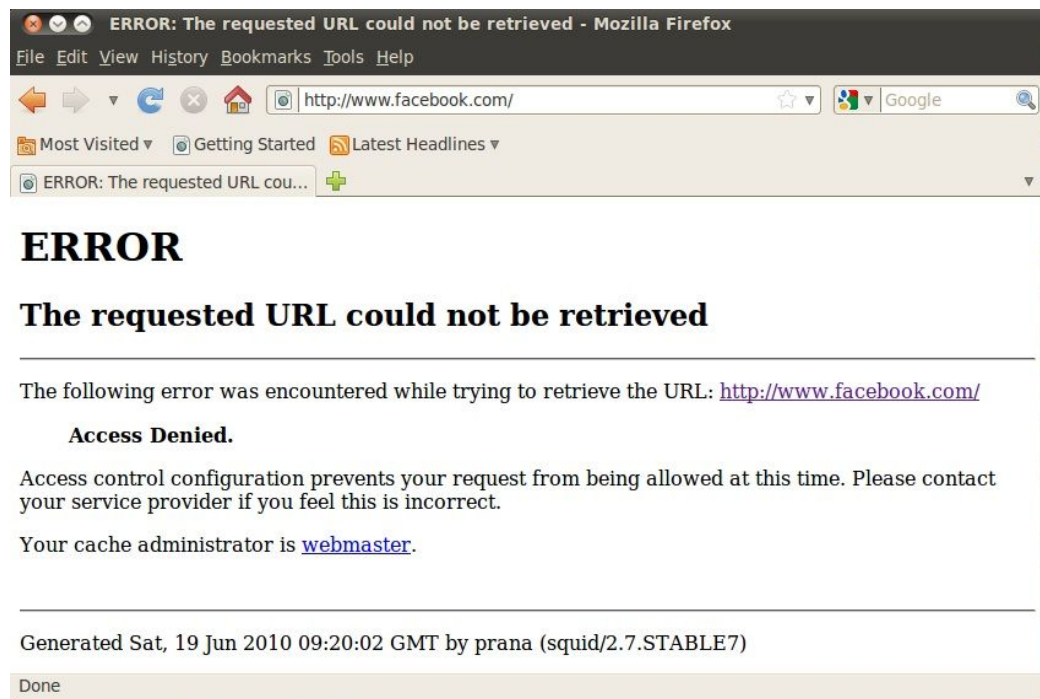 ERROR: The requested URL could not be retrieved - Mozilla Firefox
File Edit View History Bookmarks Tools Help
http://www.facebook.com/ Google
Most Visited Getting Started Latest Headlines
ERROR: The requested URL cou...
ERROR
The requested URL could not be retrieved
The following error was encountered while trying to retrieve the URL: http://www.facebook.com/
Access Denied.
Access control configuration prevents your request from being allowed at this time. Please contact
your service provider if you feel this is incorrect.
Your cache administrator is webmaster.
Generated Sat, 19 Jun 2010 09:20:02 GMT by prana (squid/2.7.STABLE7)
Done